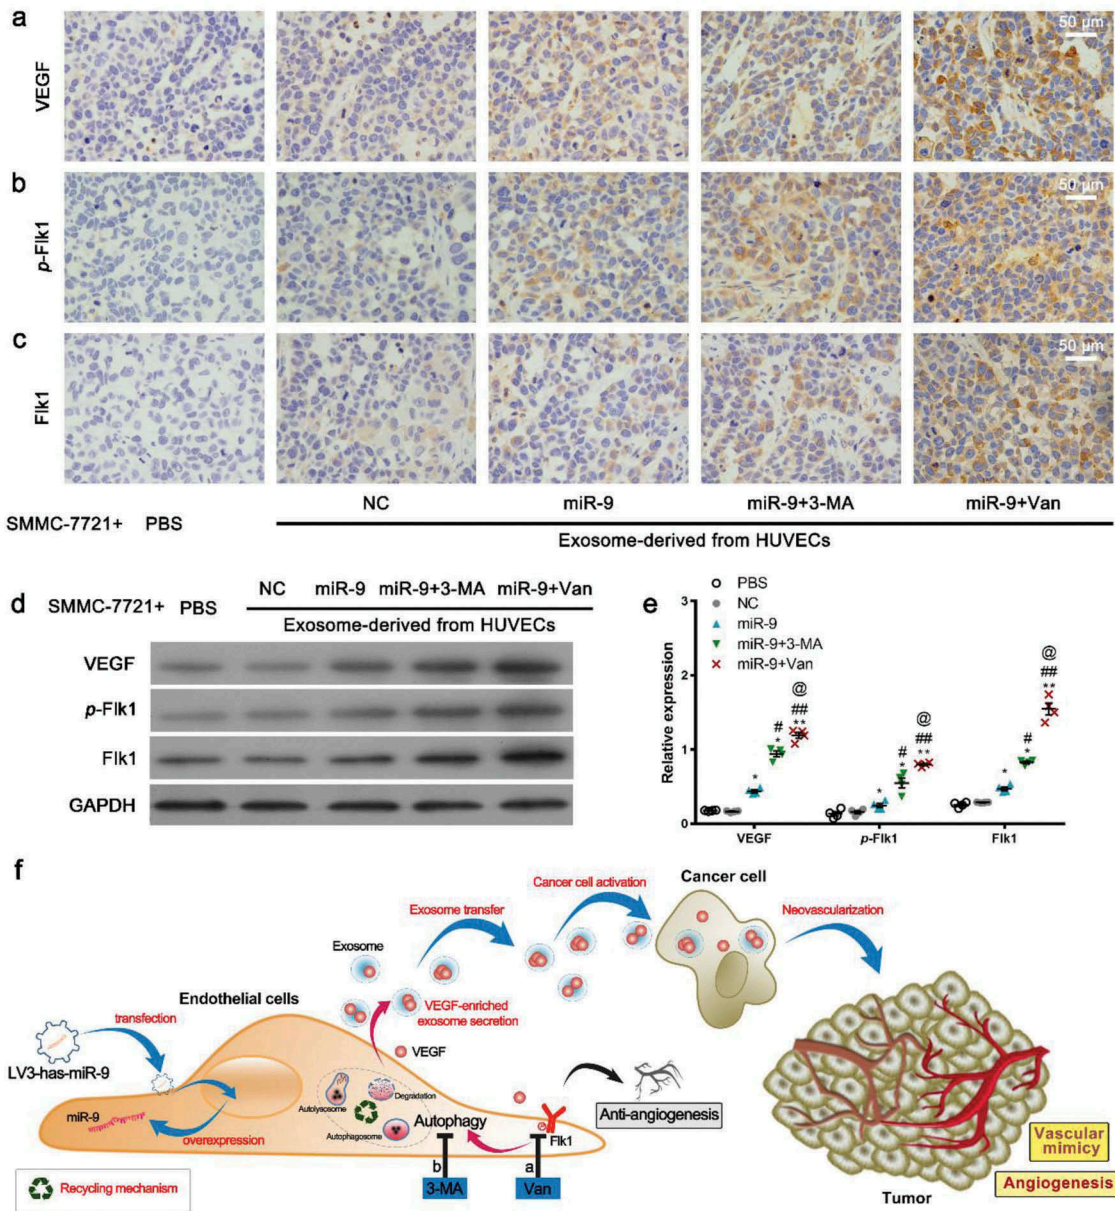 a
VEGF
50 μm
b
p-Flk1
50 μm
c
Flk1
50 μm
NC miR-9 miR-9+3-MA miR-9+Van
SMMC-7721+ PBS
Exosome-derived from HUVECs
d
NC miR-9 miR-9+3-MA miR-9+Van
SMMC-7721+ PBS
Exosome-derived from HUVECs
VEGF
p-Flk1
Flk1
GAPDH
e
PBS
NC
miR-9
miR-9+3-MA
miR-9+Van
Relative expression
3
2
1
0
*
#
*
@
##
**
*
#
*
@
##
**
*
#
*
@
##
**
VEGF p-Flk1 Flk1
f
Cancer cell
Cancer cell activation
Exosome transfer
Neovascularization
Exosome
Endothelial cells
VEGF-enriched
exosome secretion
transfection
VEGF
LV3-has-miR-9
miR-9
overexpression
Autolysosome
Degradation
Autophagosome
Autophagy
P
Flk1
Anti-angiogenesis
b
3-MA
a
Van
Recycling mechanism
Vascular
mimicy
Angiogenesis
Tumor